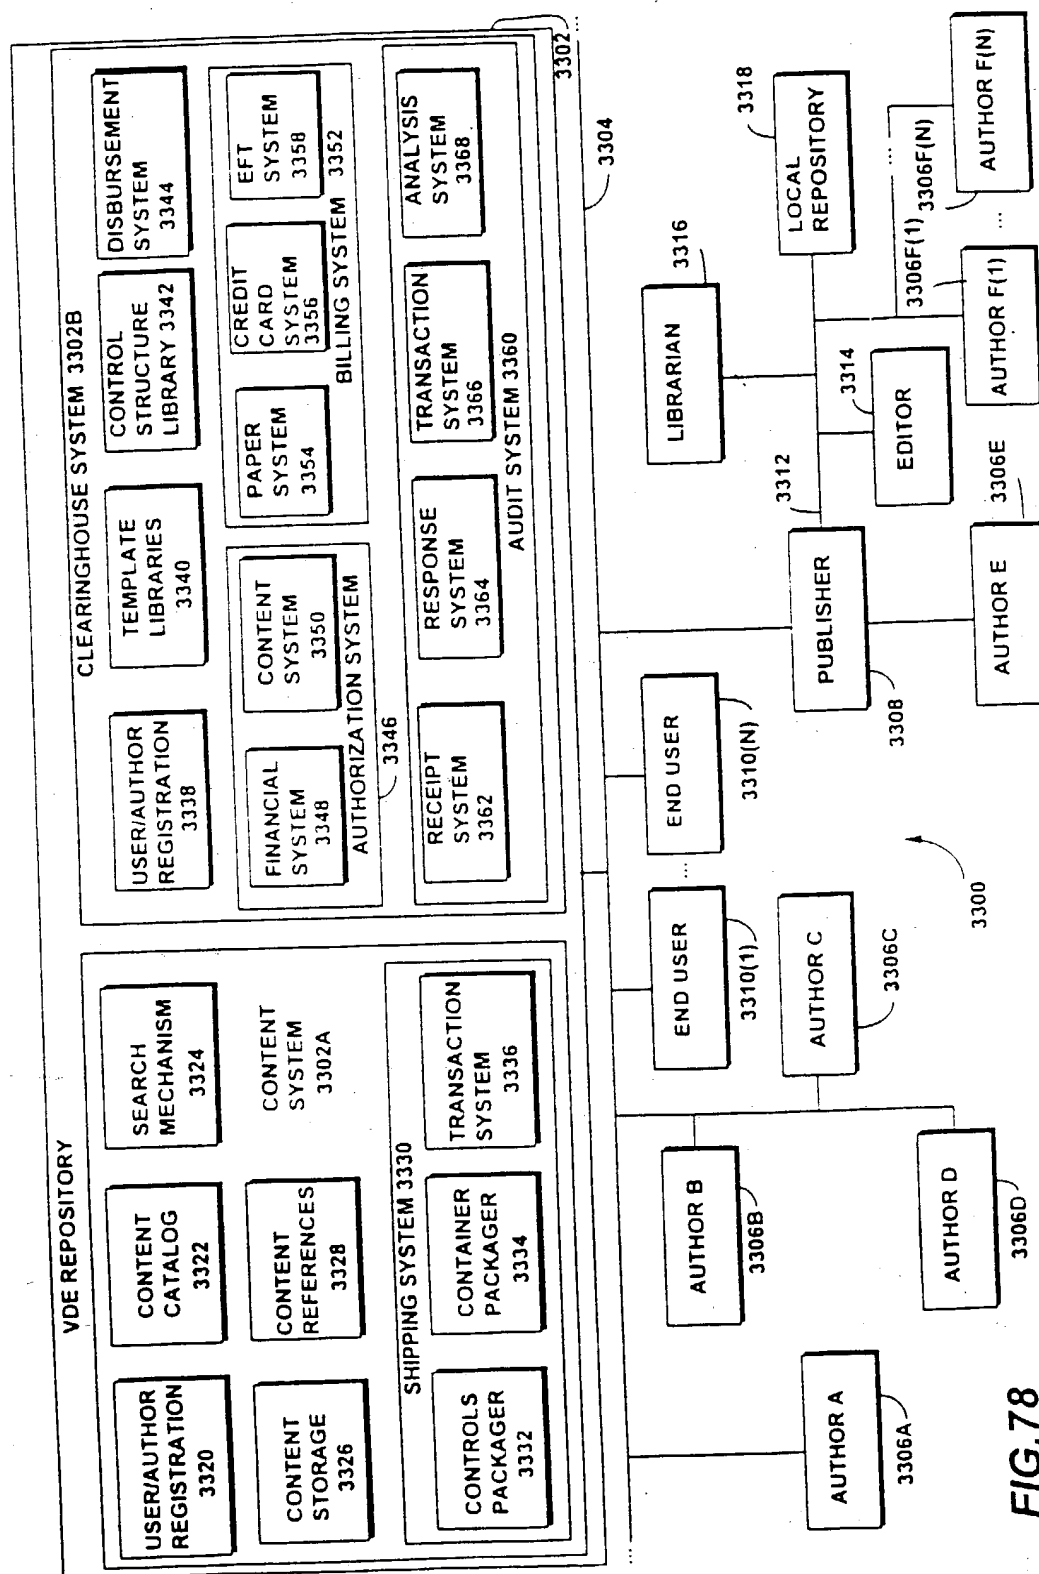 VDE REPOSITORY
USER/AUTHOR
REGISTRATION
3320
CONTENT
CATALOG
3322
SEARCH
MECHANISM
3324
CONTENT
STORAGE
3326
CONTENT
REFERENCES
3328
CONTENT
SYSTEM
3302A
SHIPPING SYSTEM 3330
CONTROLS
PACKAGER
3332
CONTAINER
PACKAGER
3334
TRANSACTION
SYSTEM
3336
CLEARINGHOUSE SYSTEM 3302B
USER/AUTHOR
REGISTRATION
3338
TEMPLATE
LIBRARIES
3340
CONTROL
STRUCTURE
LIBRARY 3342
DISBURSEMENT
SYSTEM
3344
FINANCIAL
SYSTEM
3348
CONTENT
SYSTEM
3350
AUTHORIZATION SYSTEM
3346
PAPER
SYSTEM
3354
CREDIT
CARD
SYSTEM
3356
EFT
SYSTEM
3358
BILLING SYSTEM 3352
RECEIPT
SYSTEM
3362
RESPONSE
SYSTEM
3364
TRANSACTION
SYSTEM
3366
ANALYSIS
SYSTEM
3368
AUDIT SYSTEM 3360
3302
...
...
3304
AUTHOR A
3306A
AUTHOR B
3306B
AUTHOR C
3306C
AUTHOR D
3306D
END USER
3310(1)
...
END USER
3310(N)
3300
PUBLISHER
3308
3312
LIBRARIAN
3316
LOCAL
REPOSITORY
3318
EDITOR
3314
AUTHOR E
3306E
AUTHOR F(1)
3306F(1)
...
...
AUTHOR F(N)
3306F(N)
FIG.78